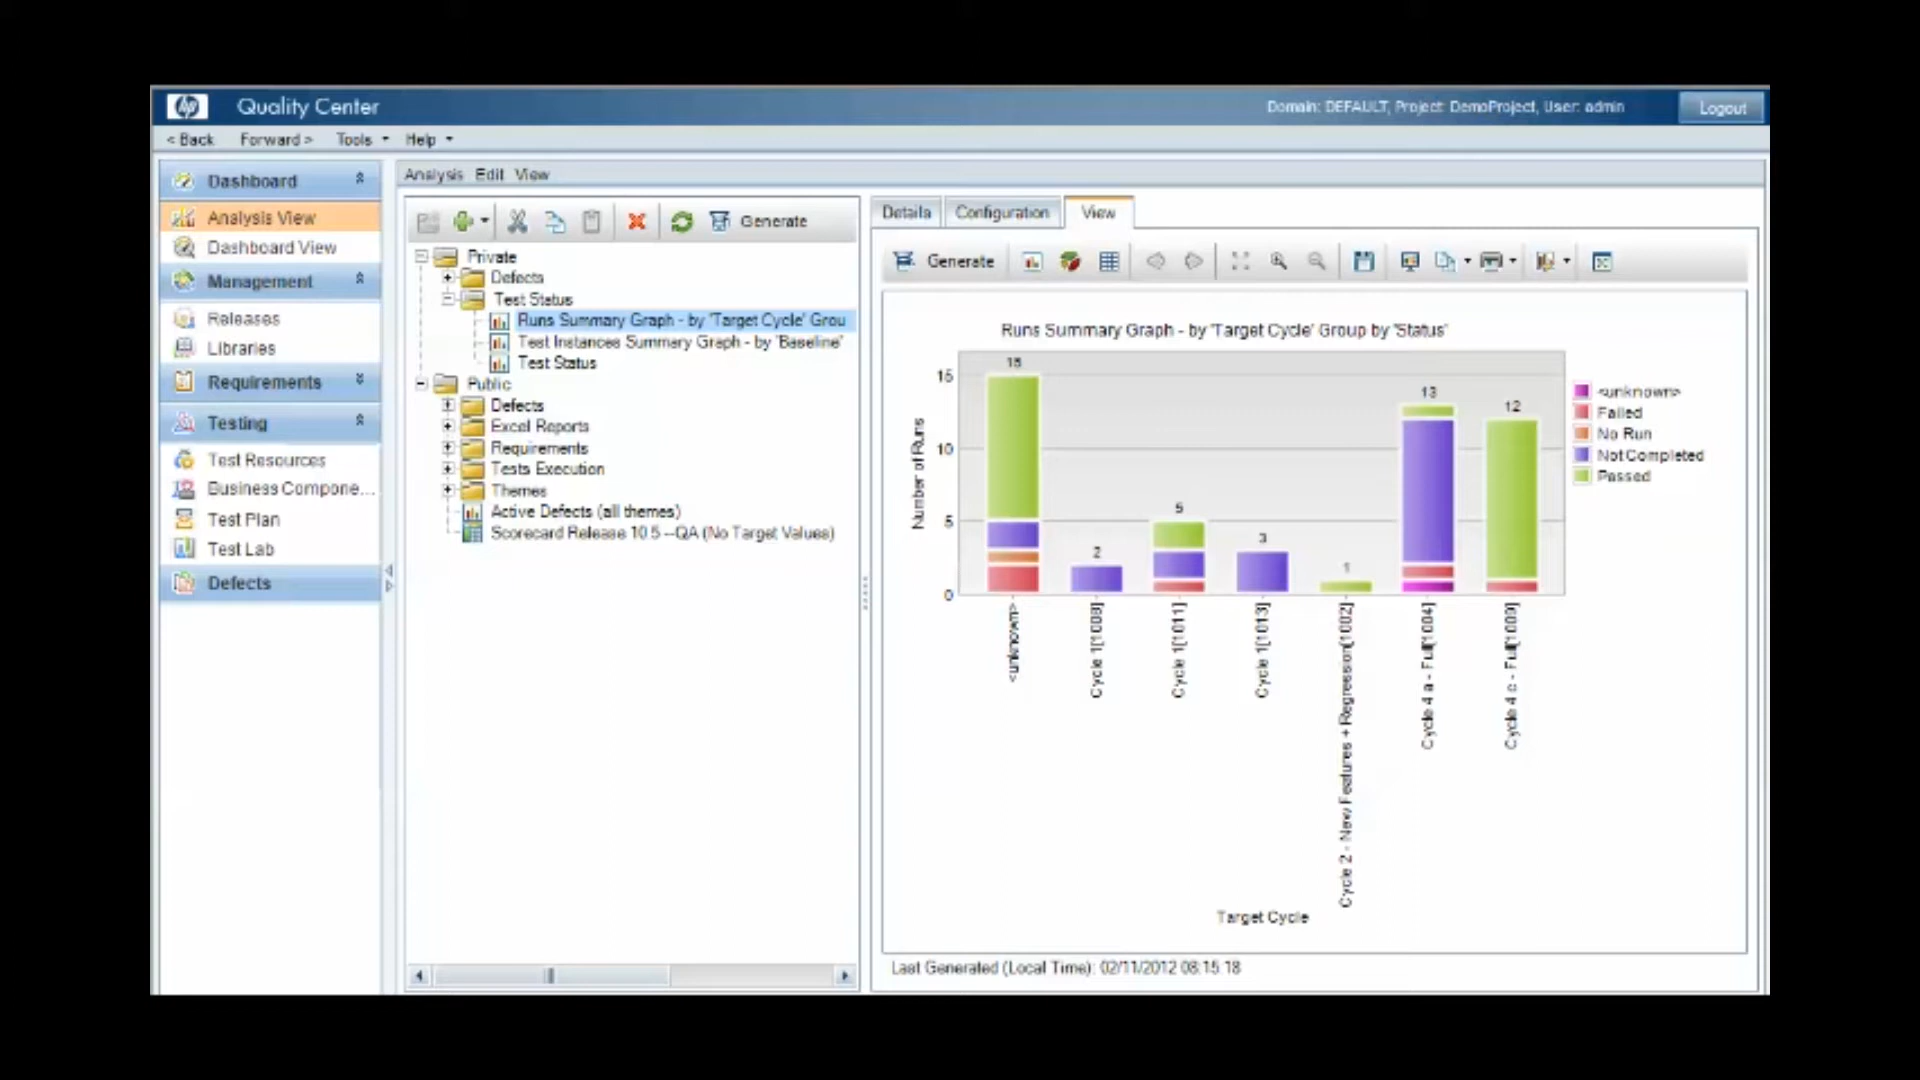 hp Quality Center
Domain: DEFAULT, Project: DemoProject, User: admin
Logout
< Back Forward > Tools Help
Dashboard
Analysis View
Dashboard View
Management
Releases
Libraries
Requirements
Testing
Test Resources
Business Compone...
Test Plan
Test Lab
Defects
Analysis Edit View
Generate
Private
Defects
Test Status
Runs Summary Graph - by 'Target Cycle' Grou
Test Instances Summary Graph - by 'Baseline'
Test Status
Public
Defects
Excel Reports
Requirements
Tests Execution
Themes
Active Defects (all themes)
Scorecard Release 10.5 --QA (No Target Values)
Details Configuration View
Generate
Runs Summary Graph - by 'Target Cycle' Group by 'Status'
Number of Runs
15
10
5
0
15
2
5
3
1
13
12
<unknown>
Failed
No Run
Not Completed
Passed
<unknown>
Cycle 1[1008]
Cycle 1[1011]
Cycle 1[1013]
Cycle 2 - New Features + Regression[1002]
Cycle 4 a - Full[1004]
Cycle 4 c - Full[1009]
Target Cycle
Last Generated (Local Time): 02/11/2012 08:15:18